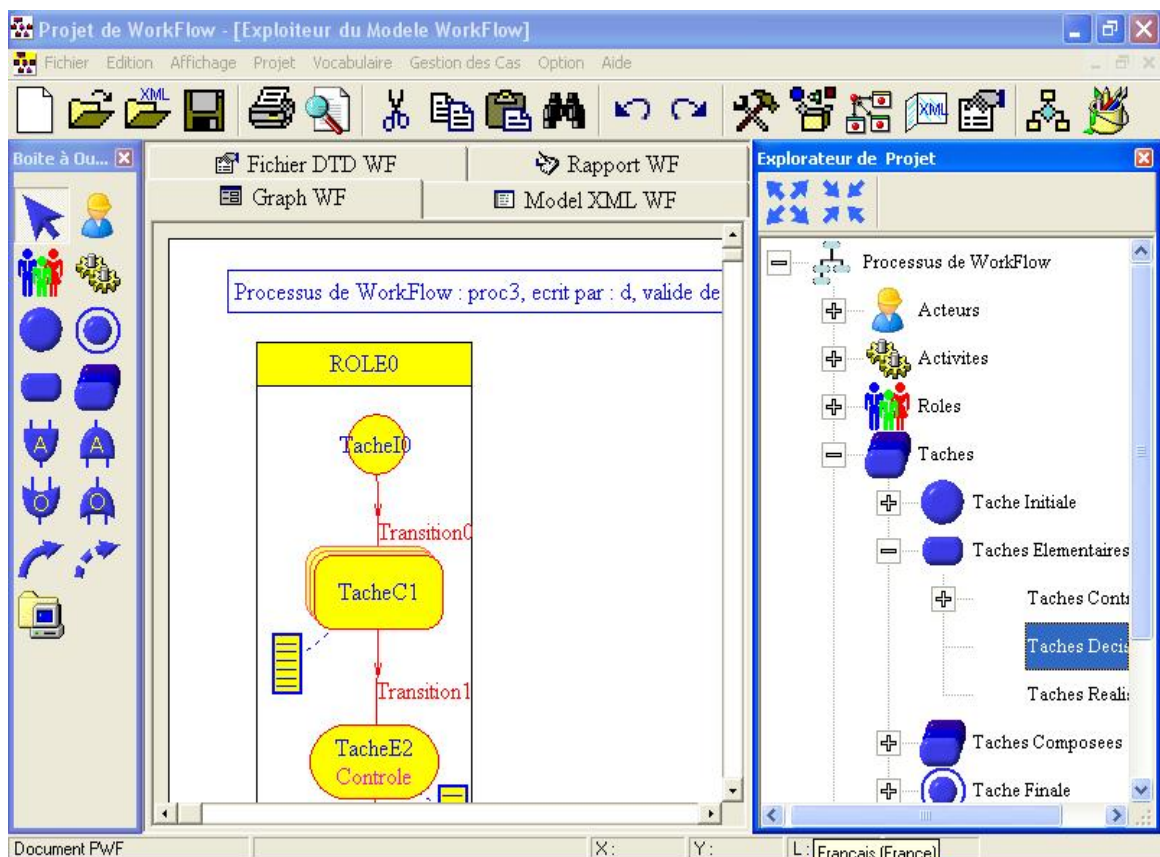 Projet de WorkFlow - [Exploiteur du Modele WorkFlow]
Fichier Edition Affichage Projet Vocabulaire Gestion des Cas Option Aide
XML
XML
Boite à Ou...
Fichier DTD WF
Rapport WF
Graph WF
Model XML WF
Processus de WorkFlow : proc3, ecrit par : d, valide de
ROLE0
TacheI0
Transition0
TacheC1
Transition1
TacheE2
Controle
A A
O O
Explorateur de Projet
Processus de WorkFlow
Acteurs
Activites
Roles
Taches
Tache Initiale
Taches Elementaires
Taches Cont
Taches Decis
Taches Realis
Taches Composees
Tache Finale
Document PWF
X:
Y:
L:
Français (France)